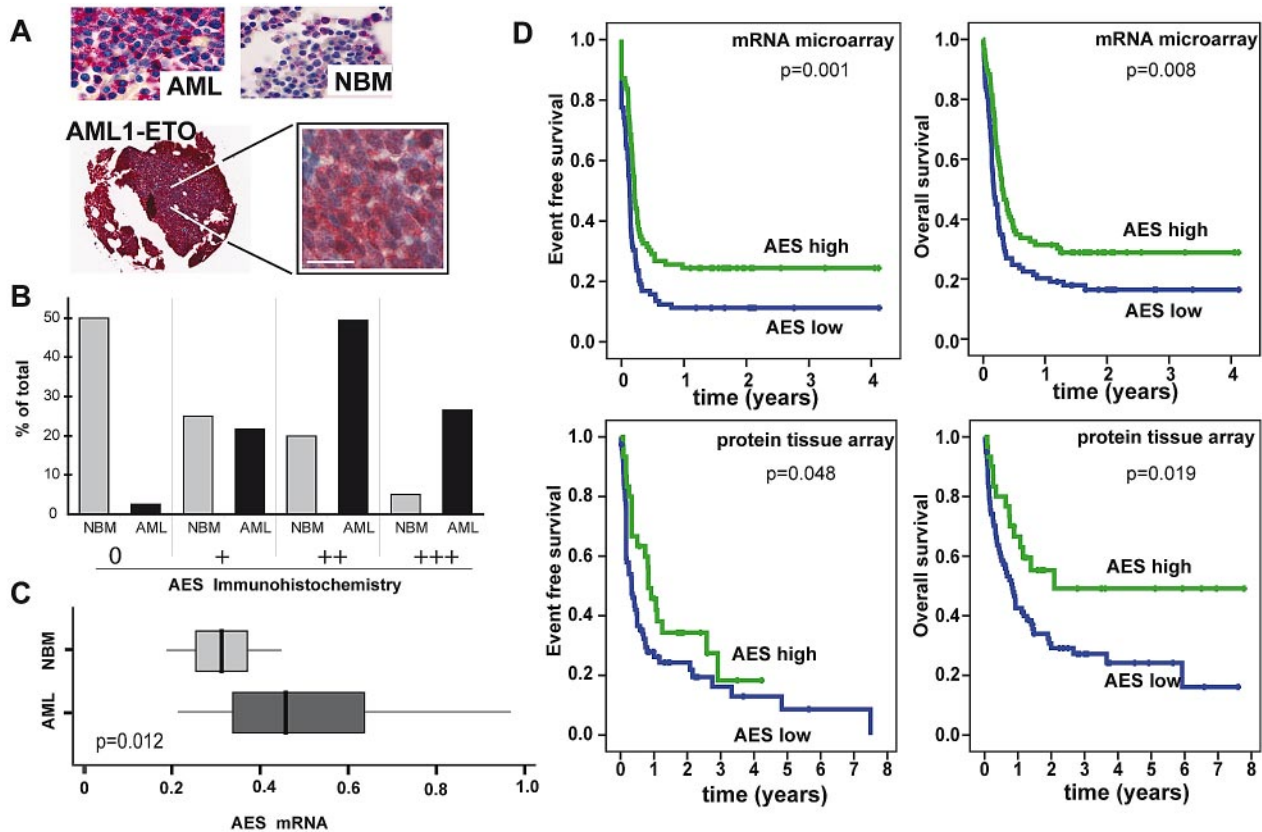 A
AML
NBM
AML1-ETO
B
% of total
50
40
30
20
10
0
NBM AML NBM AML NBM AML NBM AML
0 + ++ +++
AES Immunohistochemistry
C
NBM
AML
p=0.012
0 0.2 0.4 0.6 0.8 1.0
AES mRNA
D
mRNA microarray
p=0.001
Event free survival
1.0
0.8
0.6
0.4
0.2
0.0
AES high
AES low
0 1 2 3 4
time (years)
mRNA microarray
p=0.008
Overall survival
1.0
0.8
0.6
0.4
0.2
0.0
AES high
AES low
0 1 2 3 4
time (years)
protein tissue array
p=0.048
Event free survival
1.0
0.8
0.6
0.4
0.2
0.0
AES high
AES low
0 1 2 3 4 5 6 7 8
time (years)
protein tissue array
p=0.019
Overall survival
1.0
0.8
0.6
0.4
0.2
0.0
AES high
AES low
0 1 2 3 4 5 6 7 8
time (years)